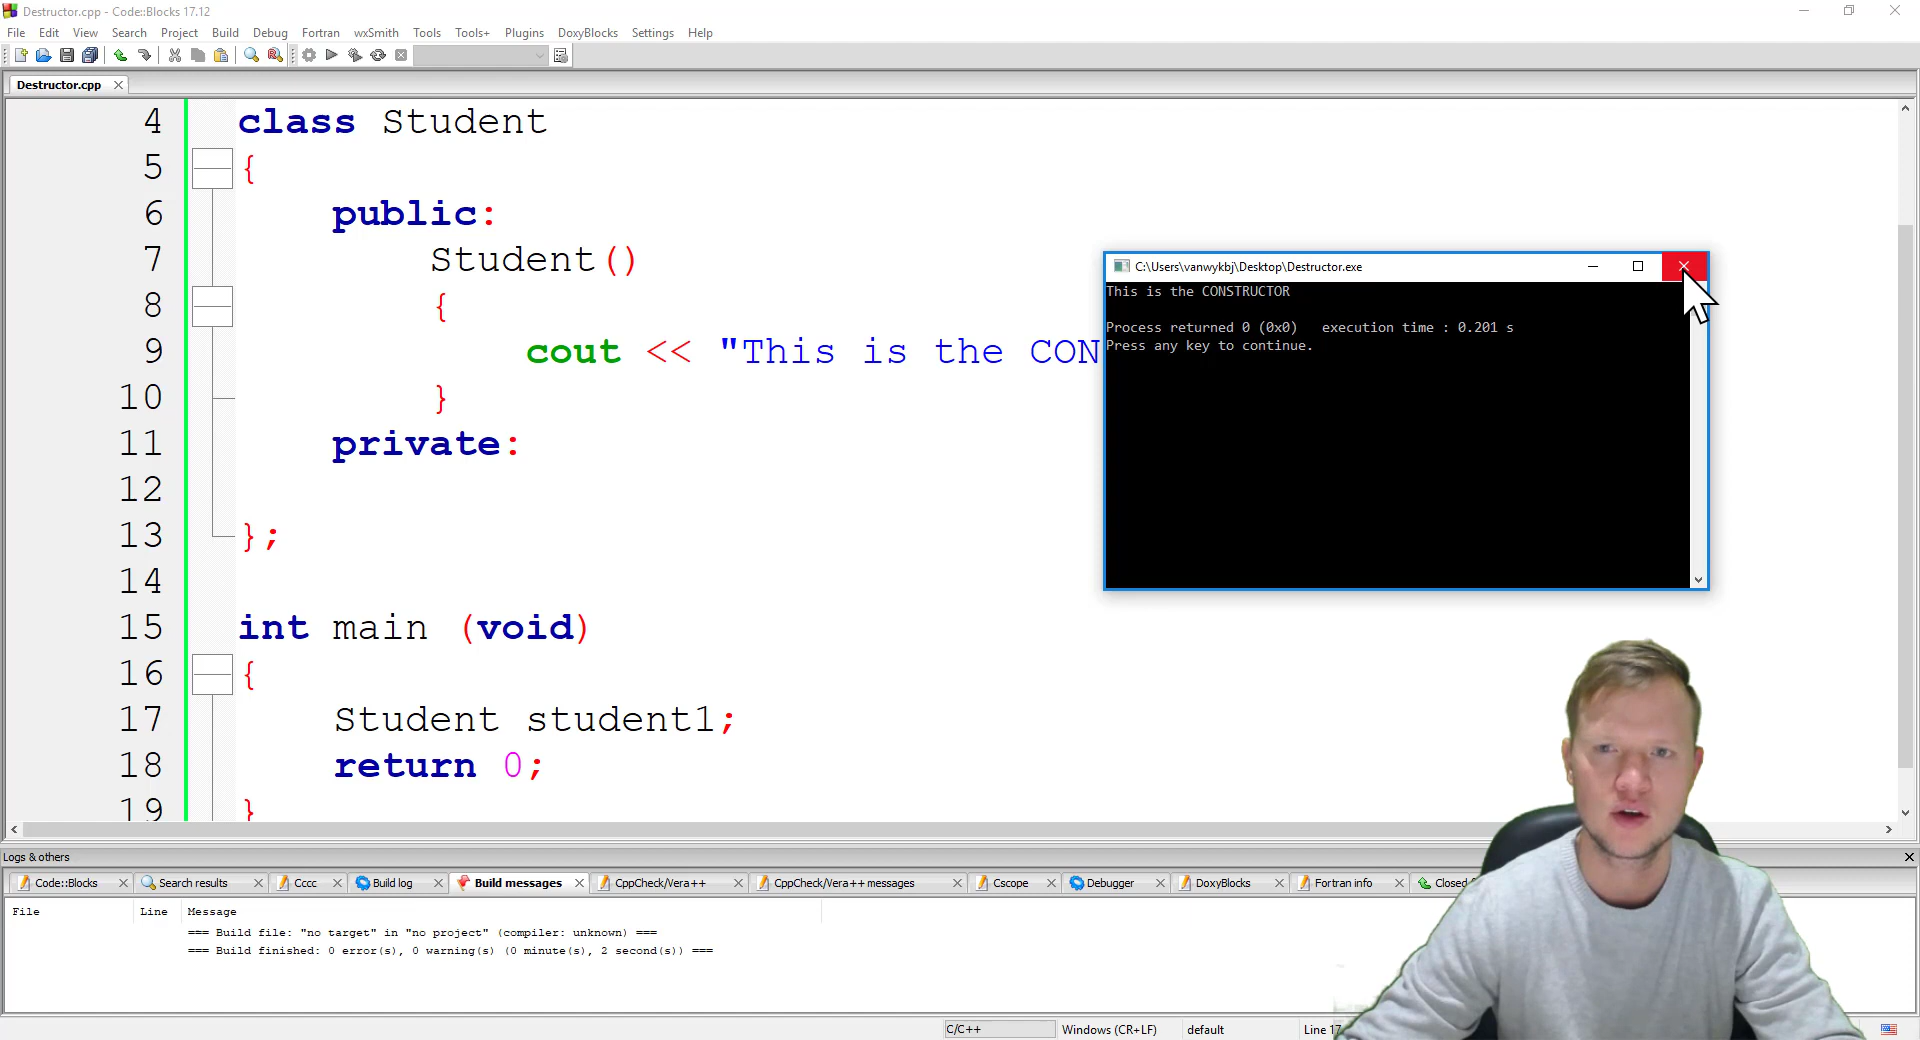 Destructor.cpp - Code::Blocks 17.12
File Edit View Search Project Build Debug Fortran wxSmith Tools Tools+ Plugins DoxyBlocks Settings Help
Destructor.cpp
4 class Student
5 {
6 public:
7 Student()
8 {
9 cout << "This is the CON
10 }
11 private:
12
13 };
14
15 int main (void)
16 {
17 Student student1;
18 return 0;
19 }
C:\Users\vanwykbj\Desktop\Destructor.exe
This is the CONSTRUCTOR
Process returned 0 (0x0) execution time : 0.201 s
Press any key to continue.
Logs & others
Code::Blocks Search results Cccc Build log Build messages CppCheck/Vera++ CppCheck/Vera++ messages Cscope Debugger DoxyBlocks Fortran info Closed
File Line Message
=== Build file: "no target" in "no project" (compiler: unknown) ===
=== Build finished: 0 error(s), 0 warning(s) (0 minute(s), 2 second(s)) ===
C/C++ Windows (CR+LF) default Line 17